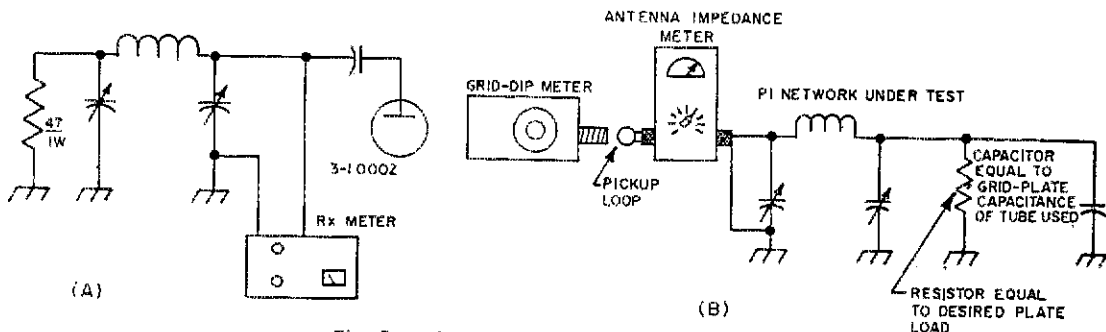 47
1W
3-10002
Rx METER
(A)
ANTENNA IMPEDANCE
METER
GRID-DIP METER
PICKUP
LOOP
PI NETWORK UNDER TEST
CAPACITOR
EQUAL TO
GRID-PLATE
CAPACITANCE
OF TUBE USED
(B)
RESISTOR EQUAL
TO DESIRED PLATE
LOAD